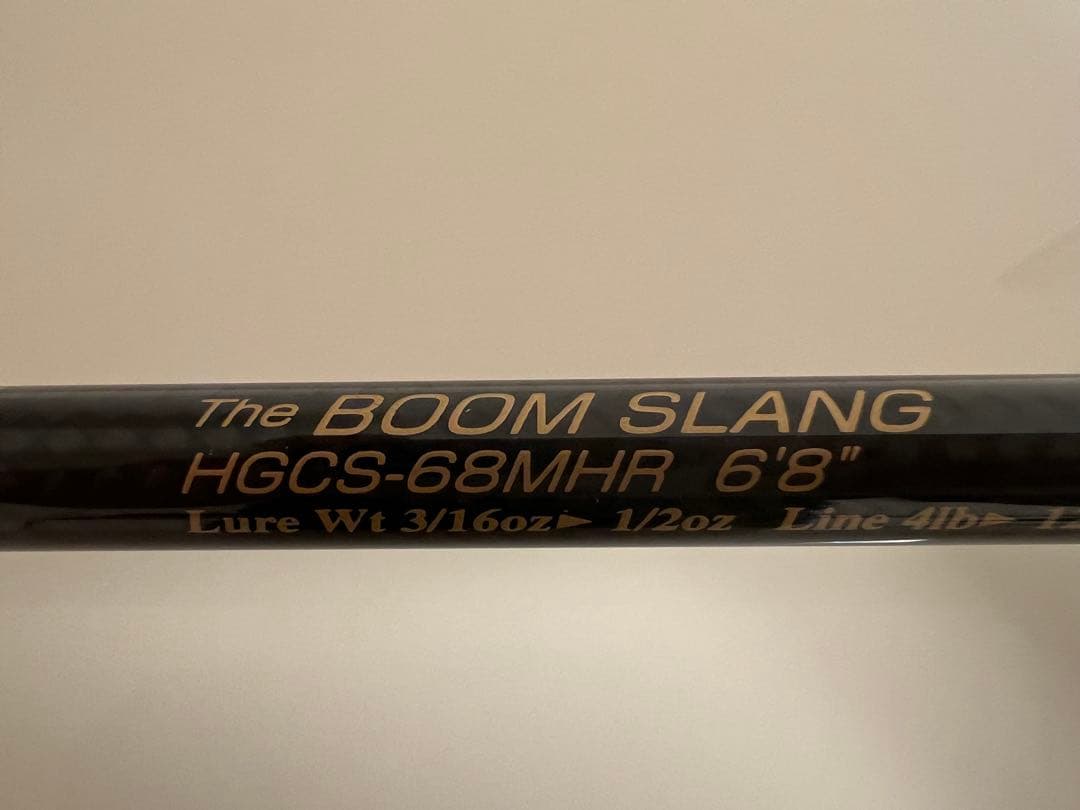 The BOOM SLANG
HGCS-68MHR 6'8"
Lure Wt 3/16oz► 1/2oz Line 4lb►